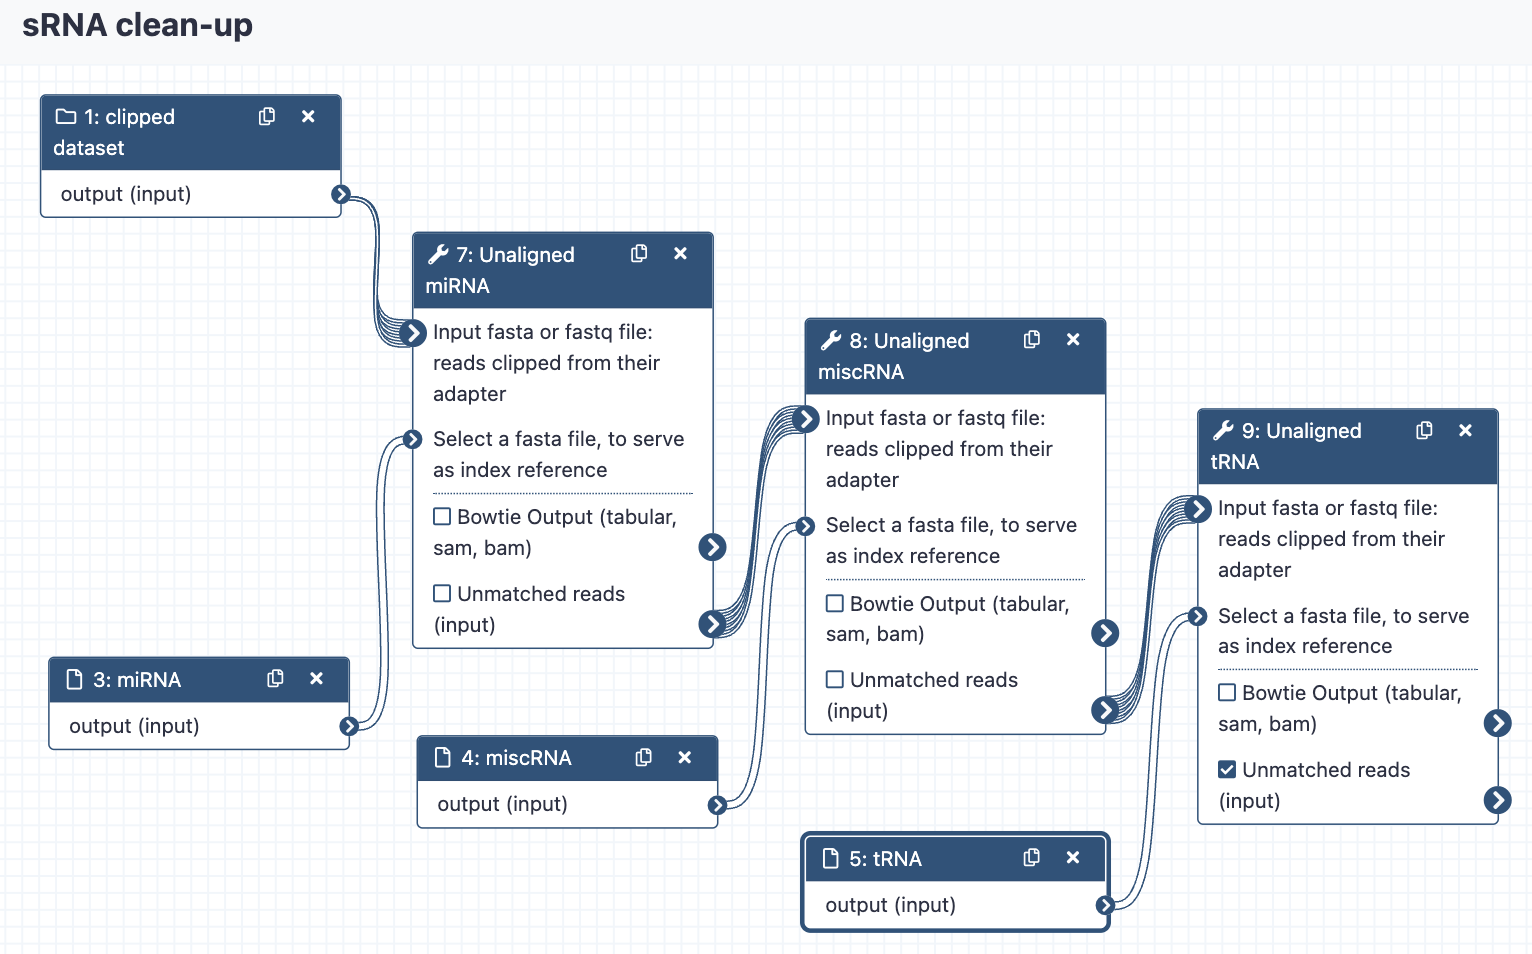 sRNA clean-up
1: clipped
dataset
output (input)
7: Unaligned
miRNA
Input fasta or fastq file:
reads clipped from their
adapter
Select a fasta file, to serve
as index reference
Bowtie Output (tabular,
sam, bam)
Unmatched reads
(input)
3: miRNA
output (input)
8: Unaligned
miscRNA
Input fasta or fastq file:
reads clipped from their
adapter
Select a fasta file, to serve
as index reference
Bowtie Output (tabular,
sam, bam)
Unmatched reads
(input)
4: miscRNA
output (input)
9: Unaligned
tRNA
Input fasta or fastq file:
reads clipped from their
adapter
Select a fasta file, to serve
as index reference
Bowtie Output (tabular,
sam, bam)
Unmatched reads
(input)
5: tRNA
output (input)